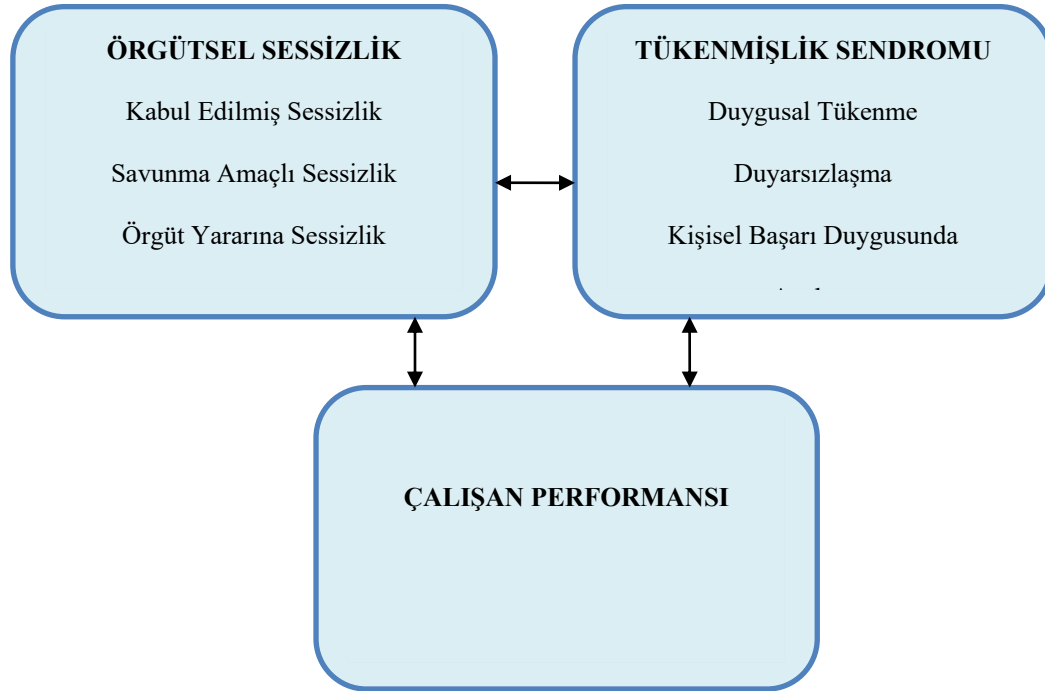 ÖRGÜTSEL SESSİZLİK
Kabul Edilmiş Sessizlik
Savunma Amaçlı Sessizlik
Örgüt Yararına Sessizlik
TÜKENMİŞLİK SENDROMU
Duygusal Tükenme
Duyarsızlaşma
Kişisel Başarı Duygusunda
ÇALIŞAN PERFORMANSI